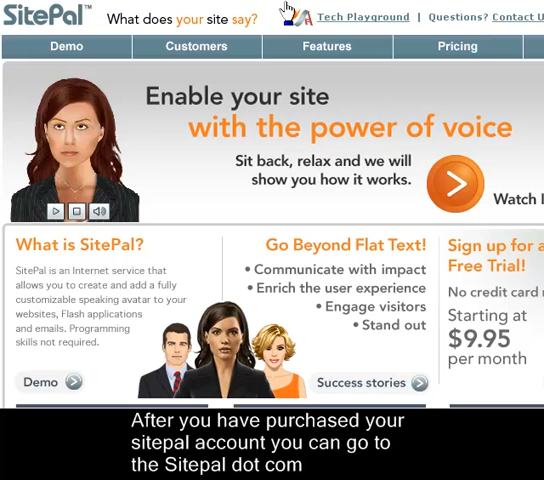 SitePal™ What does your site say? Tech Playground | Questions? Contact U
Demo Customers Features Pricing
Enable your site
with the power of voice
Sit back, relax and we will
show you how it works.
Watch
What is SitePal?
SitePal is an Internet service that
allows you to create and add a fully
customizable speaking avatar to your
websites, Flash applications
and emails. Programming
skills not required.
Demo
Go Beyond Flat Text!
• Communicate with impact
• Enrich the user experience
• Engage visitors
• Stand out
Success stories
Sign up for a
Free Trial!
No credit card
Starting at
$9.95
per month
After you have purchased your
sitepal account you can go to
the Sitepal dot com